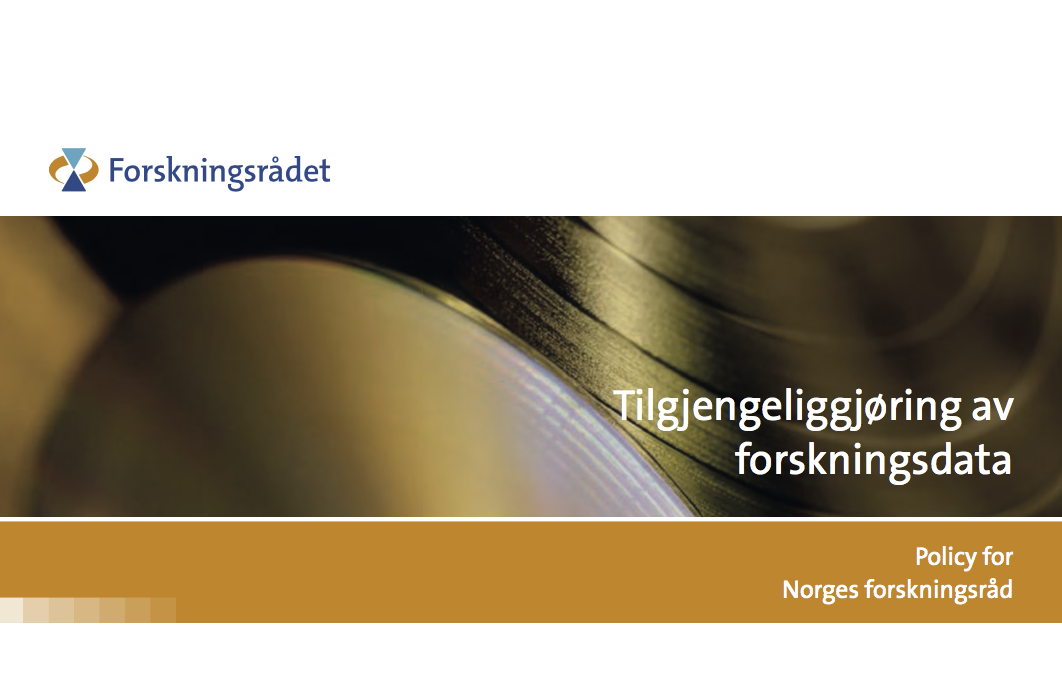 Forskningsrådet
Tilgjengeliggjøring av
forskningsdata
Policy for
Norges forskningsråd